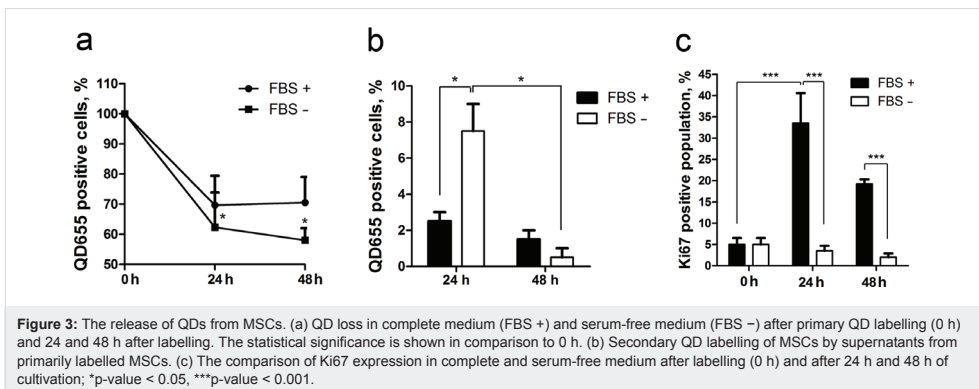 a
QD655 positive cells, %
100
90
80
70
60
50
0 h
24 h
48 h
FBS +
FBS −
*
*
b
QD655 positive cells, %
10
8
6
4
2
0
24 h
48 h
*
*
FBS +
FBS −
c
Ki67 positive population, %
45
40
35
30
25
20
15
10
5
0
0 h
24 h
48 h
***
***
***
FBS +
FBS −
Figure 3: The release of QDs from MSCs. (a) QD loss in complete medium (FBS +) and serum-free medium (FBS −) after primary QD labelling (0 h)
and 24 and 48 h after labelling. The statistical significance is shown in comparison to 0 h. (b) Secondary QD labelling of MSCs by supernatants from
primarily labelled MSCs. (c) The comparison of Ki67 expression in complete and serum-free medium after labelling (0 h) and after 24 h and 48 h of
cultivation; *p-value < 0.05, ***p-value < 0.001.